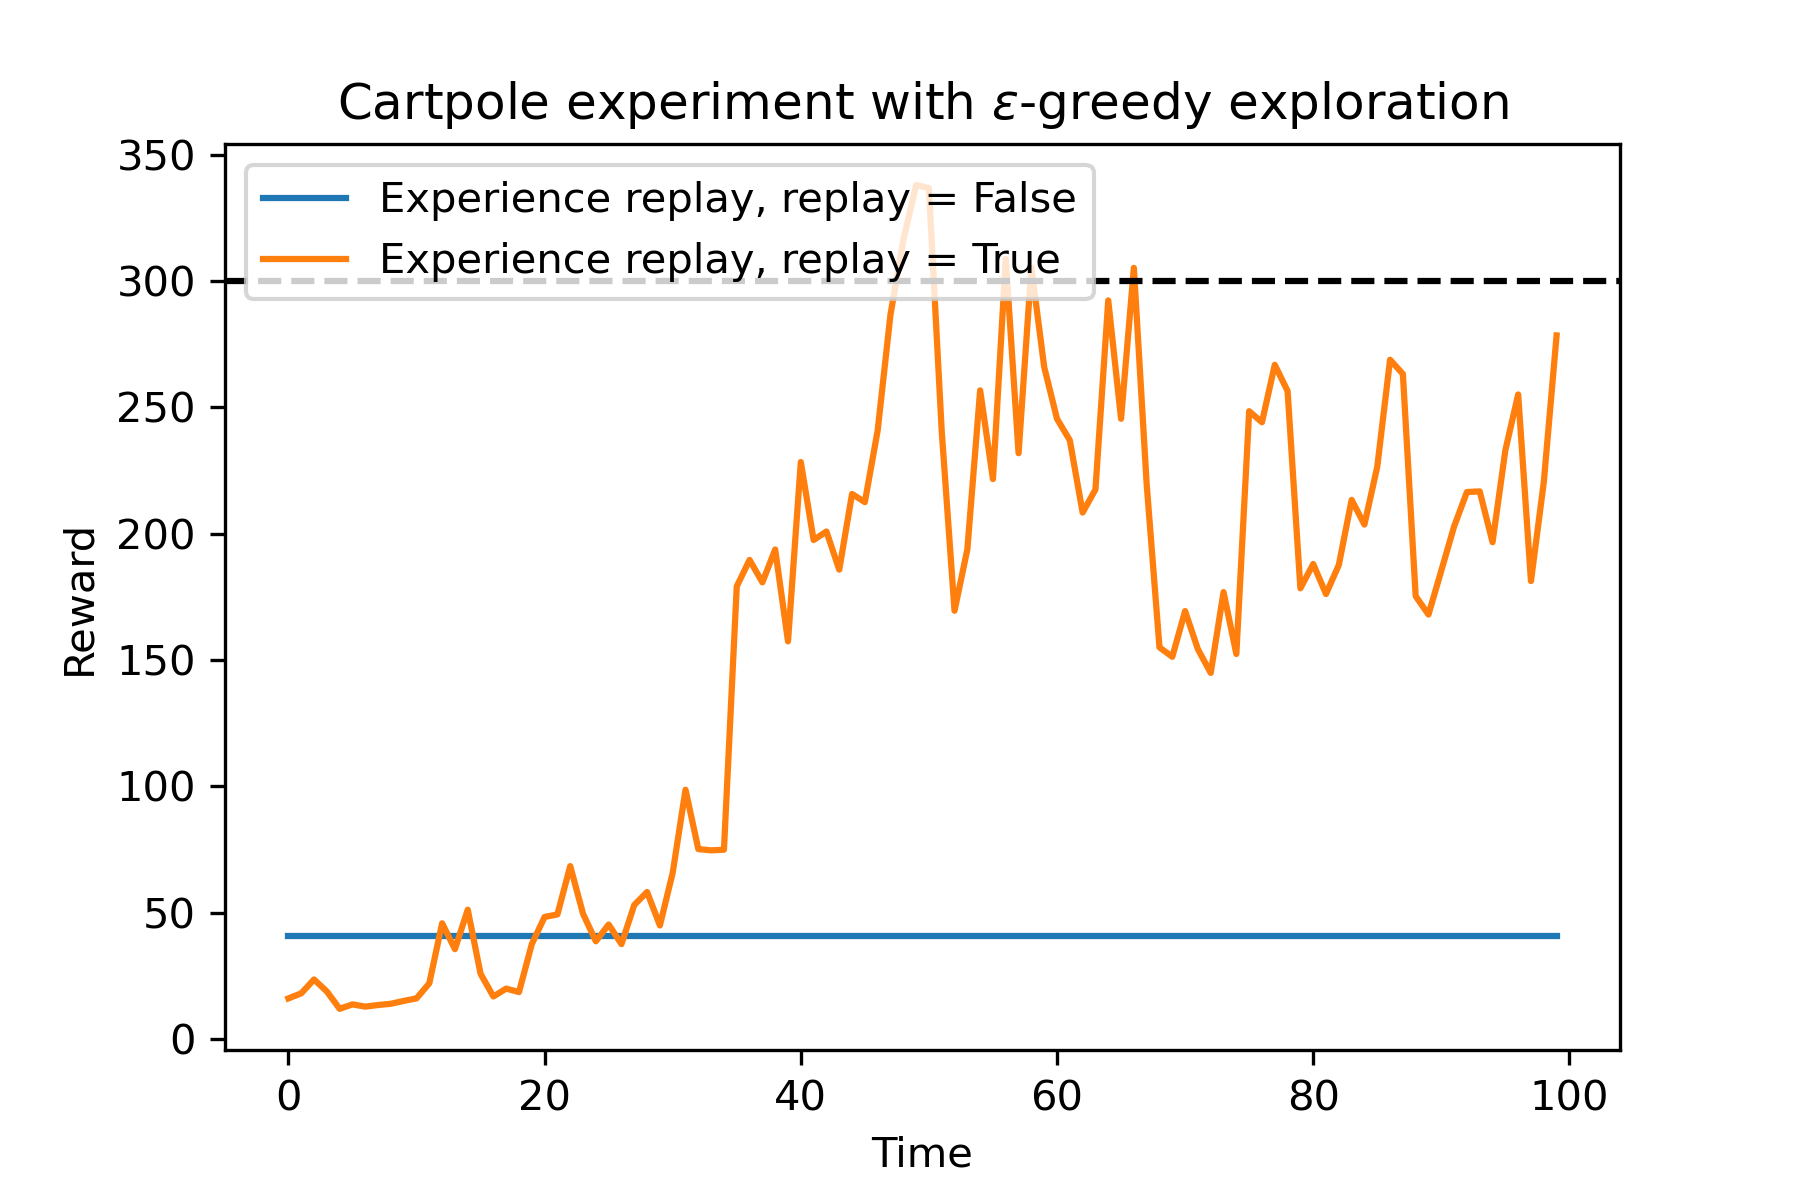 Cartpole experiment with ε-greedy exploration
350
300
250
200
150
100
50
0
Reward
Experience replay, replay = False
Experience replay, replay = True
0 20 40 60 80 100
Time